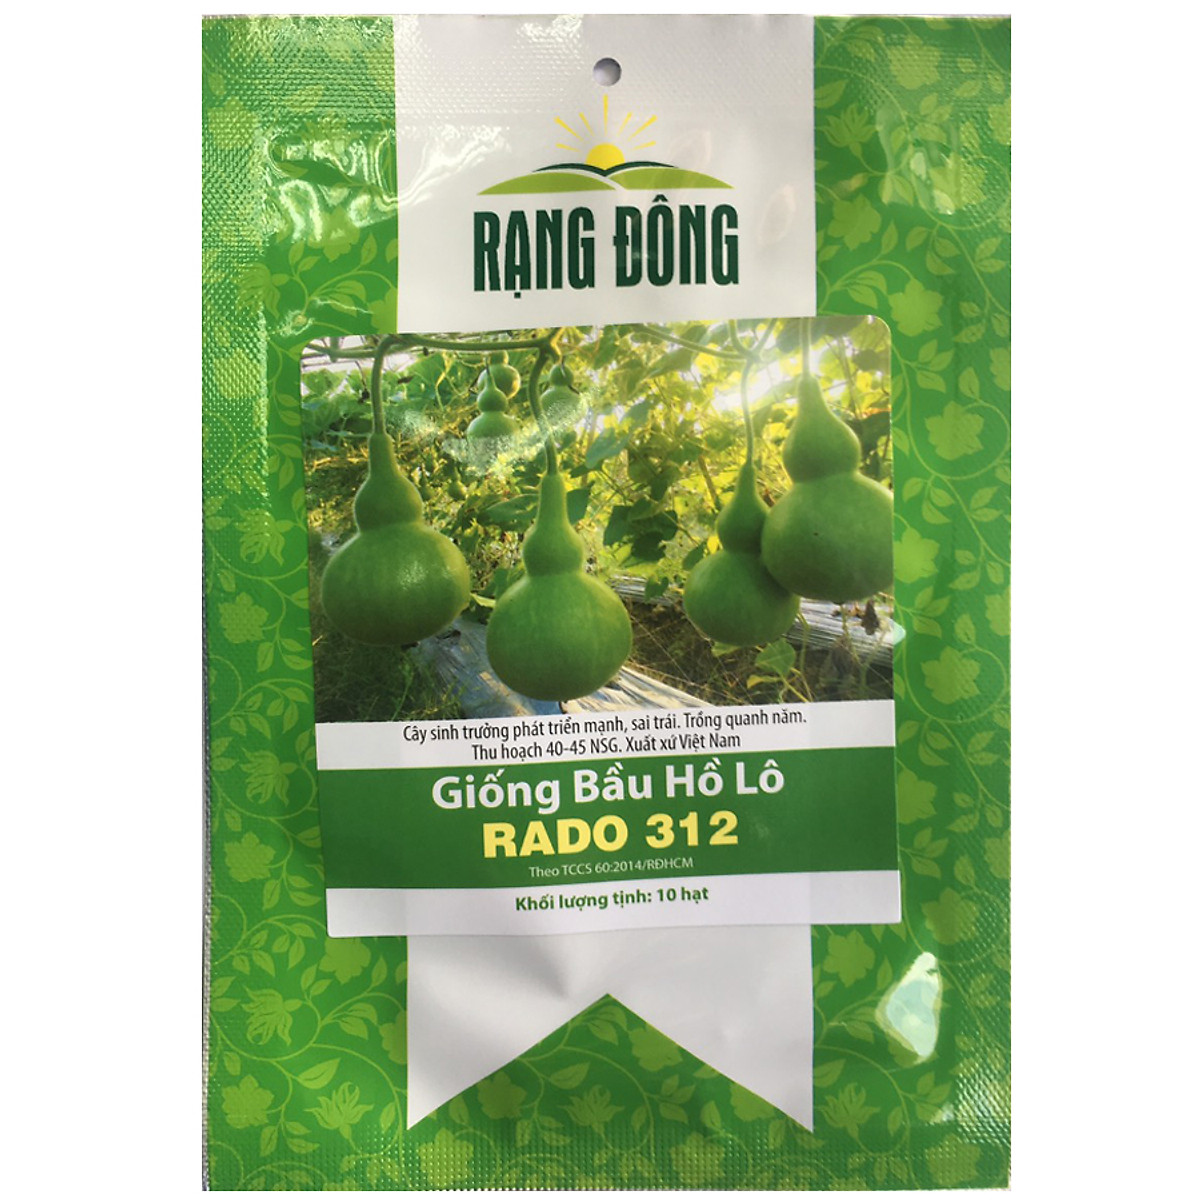 RẠNG ĐÔNG
Cây sinh trưởng phát triển mạnh, sai trái. Trồng quanh năm.
Thu hoạch 40-45 NSG. Xuất xứ Việt Nam
Giống Bầu Hồ Lô
RADO 312
Theo TCCS 60:2014/RĐHCM
Khối lượng tịnh: 10 hạt